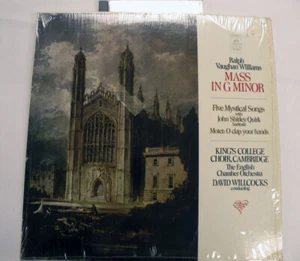 Ralph
Vaughan Williams
MASS
IN G MINOR
Five Mystical Songs
with
John Shirley-Quirk
baritone
Motet: O clap your hands
KING'S COLLEGE
CHOIR, CAMBRIDGE
The English
Chamber Orchestra
DAVID WILLCOCKS
conducting